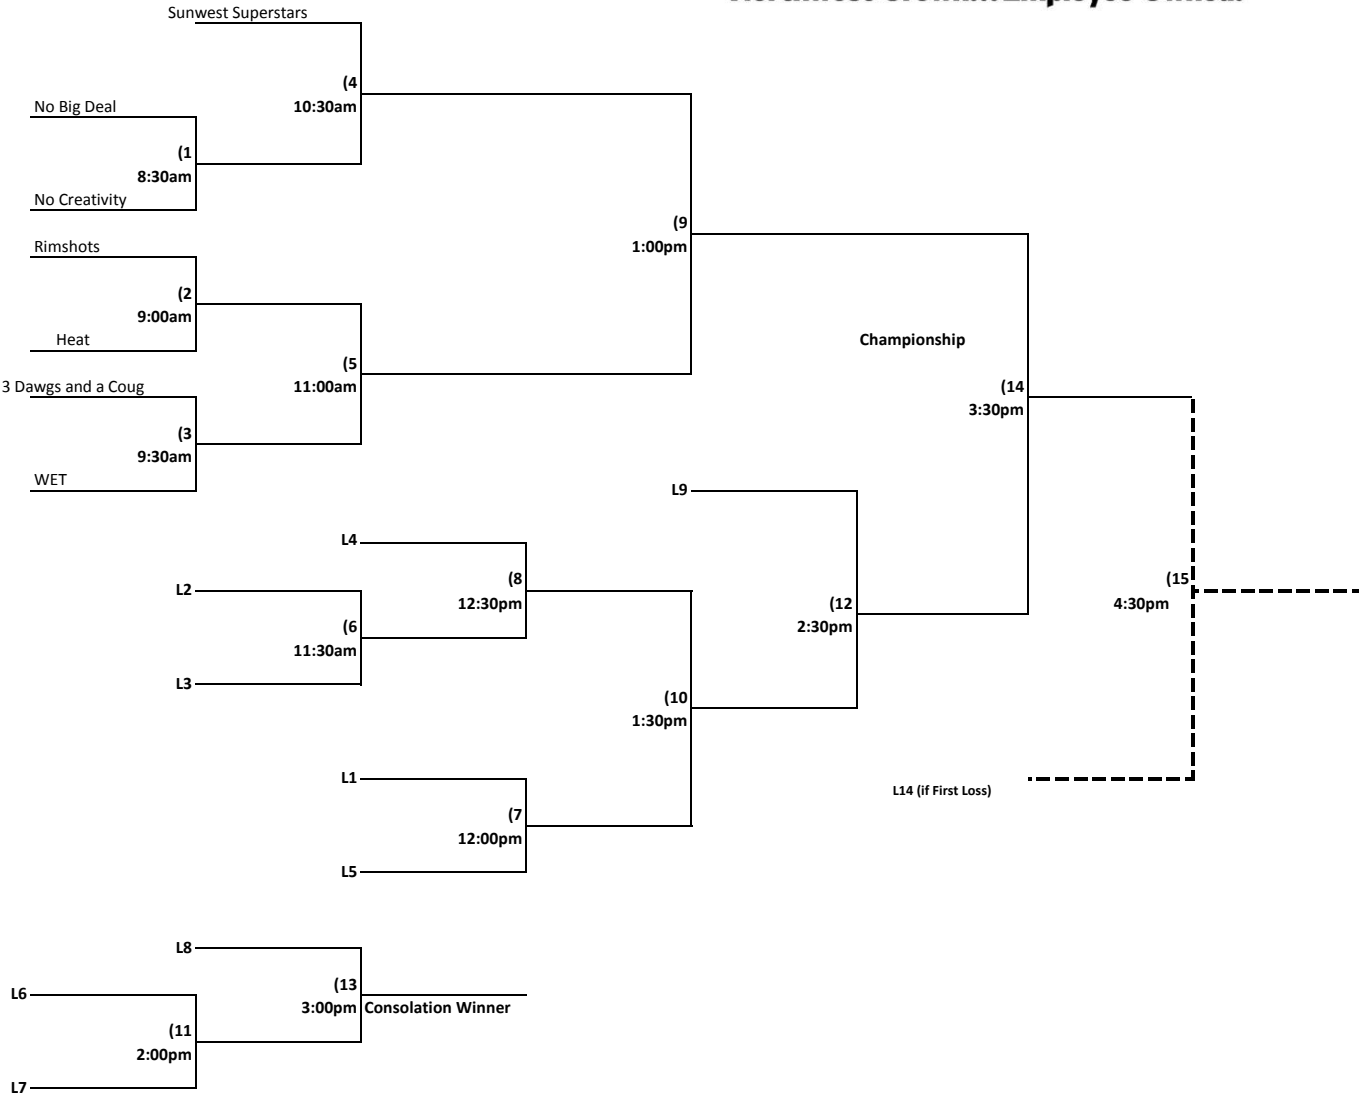 Sunwest Superstars
(4
10:30am
No Big Deal
(1
8:30am
No Creativity
(9
1:00pm
Rimshots
(2
9:00am
Heat
Championship
(5
11:00am
3 Dawgs and a Coug
(14
3:30pm
(3
9:30am
WET
L9
L4
(8
12:30pm
L2
(15
4:30pm
(12
2:30pm
(6
11:30am
L3
(10
1:30pm
L1
L14 (if First Loss)
(7
12:00pm
L5
L8
(13
3:00pm Consolation Winner
L6
(11
2:00pm
L7